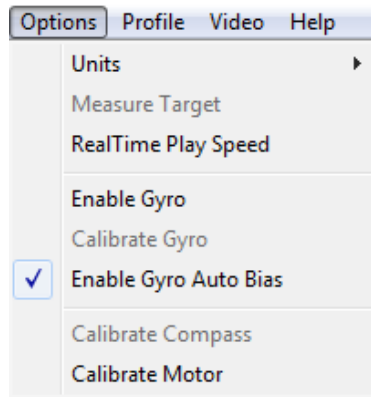 Options Profile Video Help
Units
Measure Target
RealTime Play Speed
Enable Gyro
Calibrate Gyro
Enable Gyro Auto Bias
Calibrate Compass
Calibrate Motor